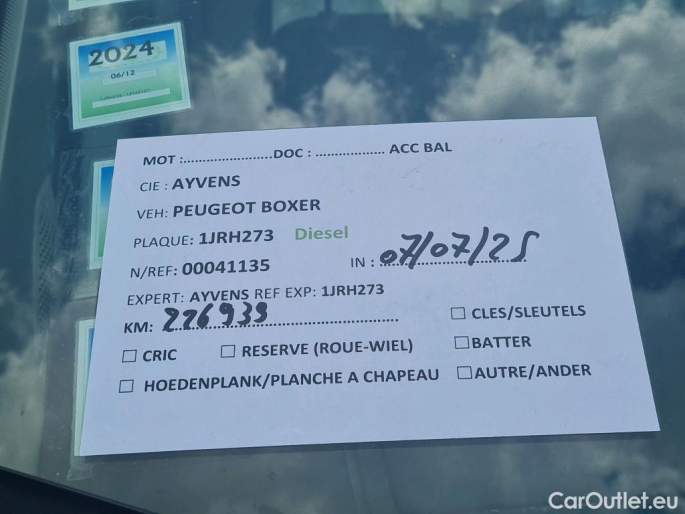 2024
06/12
MOT :......................DOC : ................. ACC BAL
CIE : AYVENS
VEH: PEUGEOT BOXER
PLAQUE: 1JRH273 Diesel
N/REF: 00041135 IN : 07/07/25
EXPERT: AYVENS REF EXP: 1JRH273
KM: 226939
☐ CLES/SLEUTELS
☐ CRIC ☐ RESERVE (ROUE-WIEL) ☐ BATTER
☐ HOEDENPLANK/PLANCHE A CHAPEAU ☐ AUTRE/ANDER
CarOutlet.eu